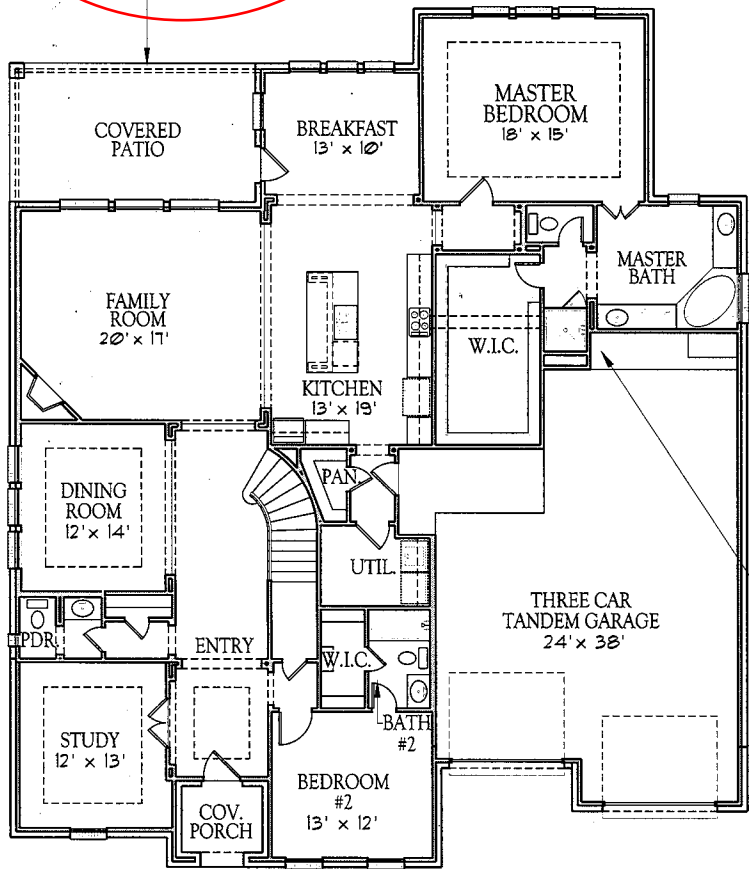 COVERED
PATIO
BREAKFAST
13' x 10'
MASTER
BEDROOM
18' x 15'
FAMILY
ROOM
20' x 17'
MASTER
BATH
W.I.C.
KITCHEN
13' x 19'
PAN.
DINING
ROOM
12' x 14'
UTIL.
THREE CAR
TANDEM GARAGE
24' x 38'
PDR.
ENTRY
W.I.C.
BATH
#2
STUDY
12' x 13'
COV.
PORCH
BEDROOM
#2
13' x 12'